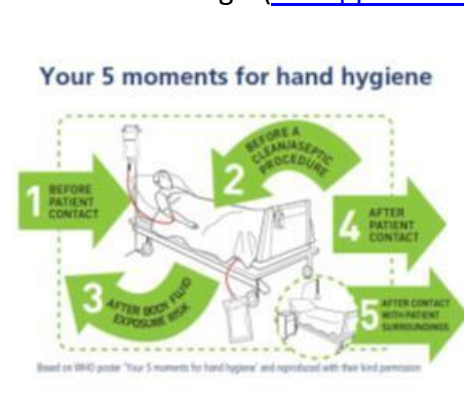 Your 5 moments for hand hygiene
1 BEFORE
PATIENT
CONTACT
2 BEFORE A
CLEAN/ASEPTIC
PROCEDURE
3 AFTER BODY FLUID
EXPOSURE RISK
4 AFTER
PATIENT
CONTACT
5 AFTER CONTACT
WITH PATIENT
SURROUNDINGS
Based on WHO poster "Your 5 moments for hand hygiene" and reproduced with their kind permission